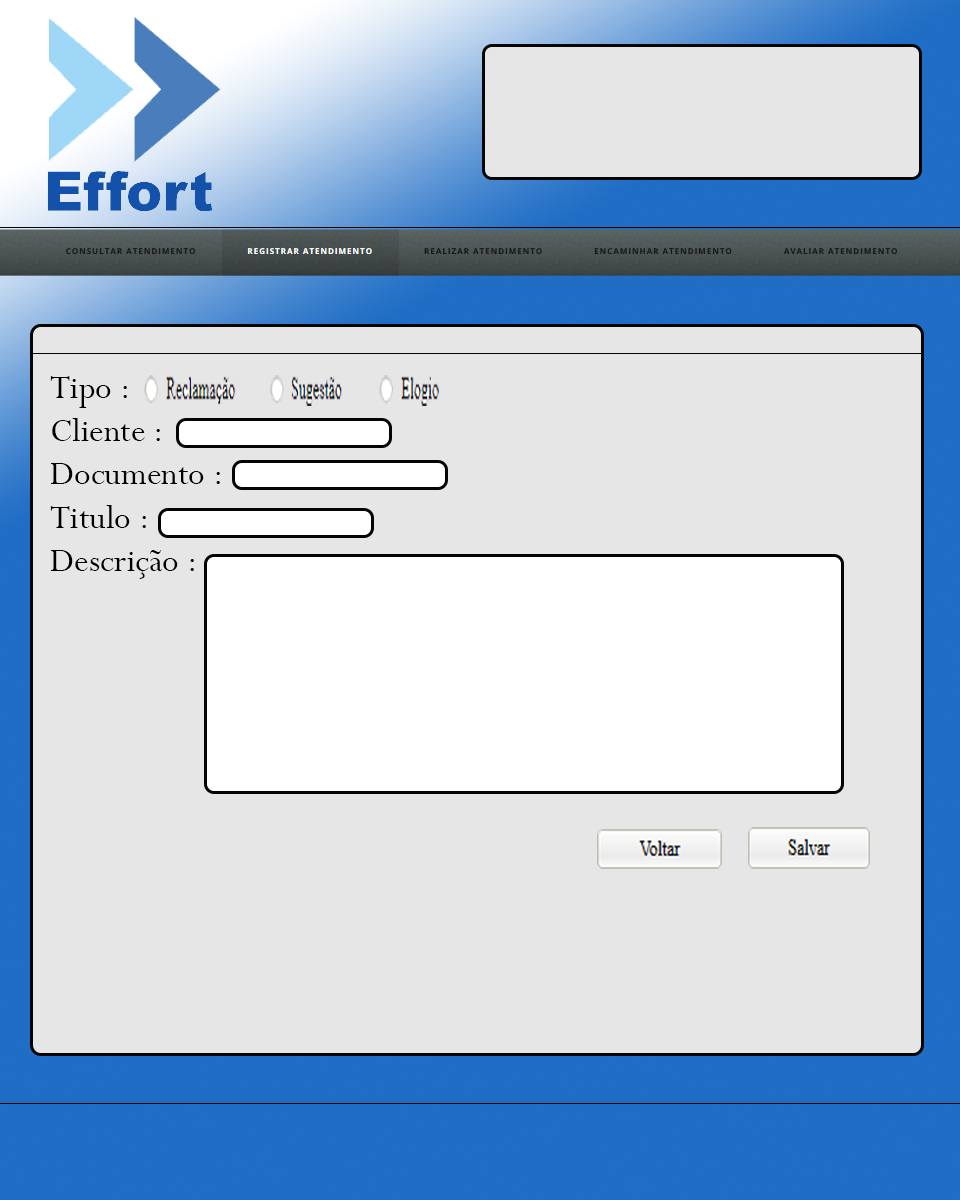 Effort
CONSULTAR ATENDIMENTO REGISTRAR ATENDIMENTO REALIZAR ATENDIMENTO ENCAMINHAR ATENDIMENTO AVALIAR ATENDIMENTO
Tipo : Reclamação Sugestão Elogio
Cliente :
Documento :
Titulo :
Descrição :
Voltar Salvar